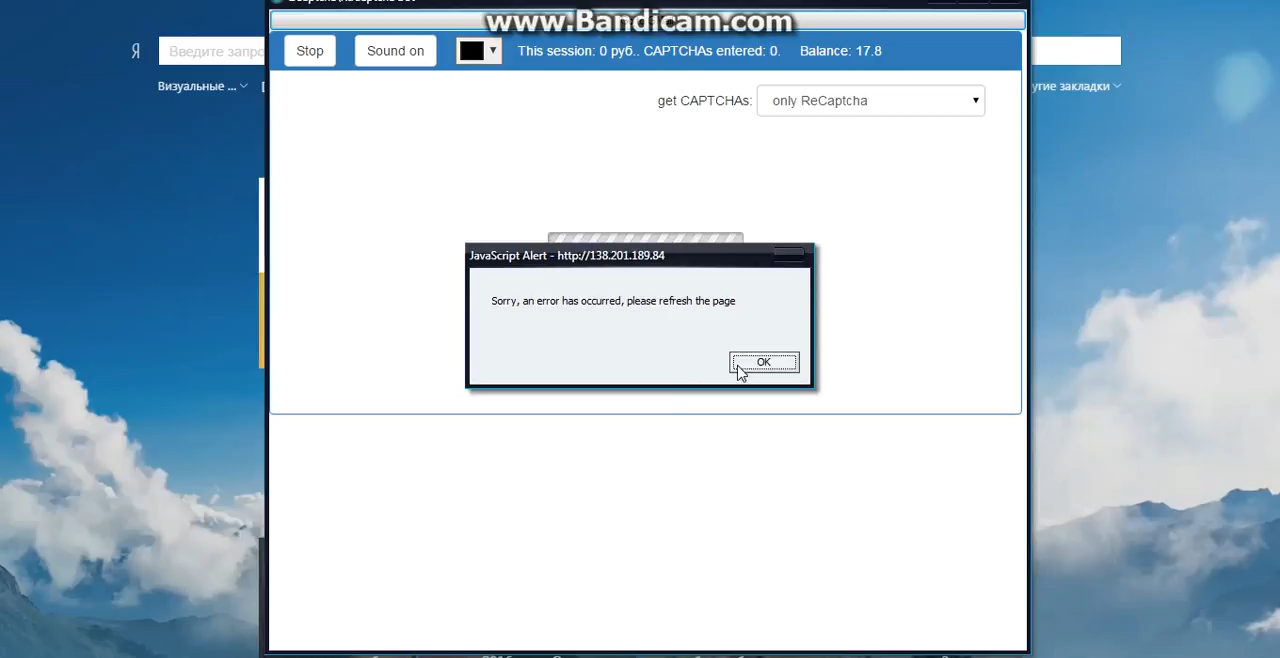 www.Bandicam.com
Я
Введите запро
Визуальные ...
Stop
Sound on
This session: 0 руб.. CAPTCHAs entered: 0.
Balance: 17.8
ругие закладки
get CAPTCHAs:
only ReCaptcha
JavaScript Alert - http://138.201.189.84
Sorry, an error has occurred, please refresh the page
OK